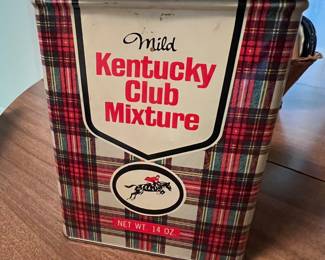 Mild
Kentucky
Club
Mixture
NET WT. 14 OZ.